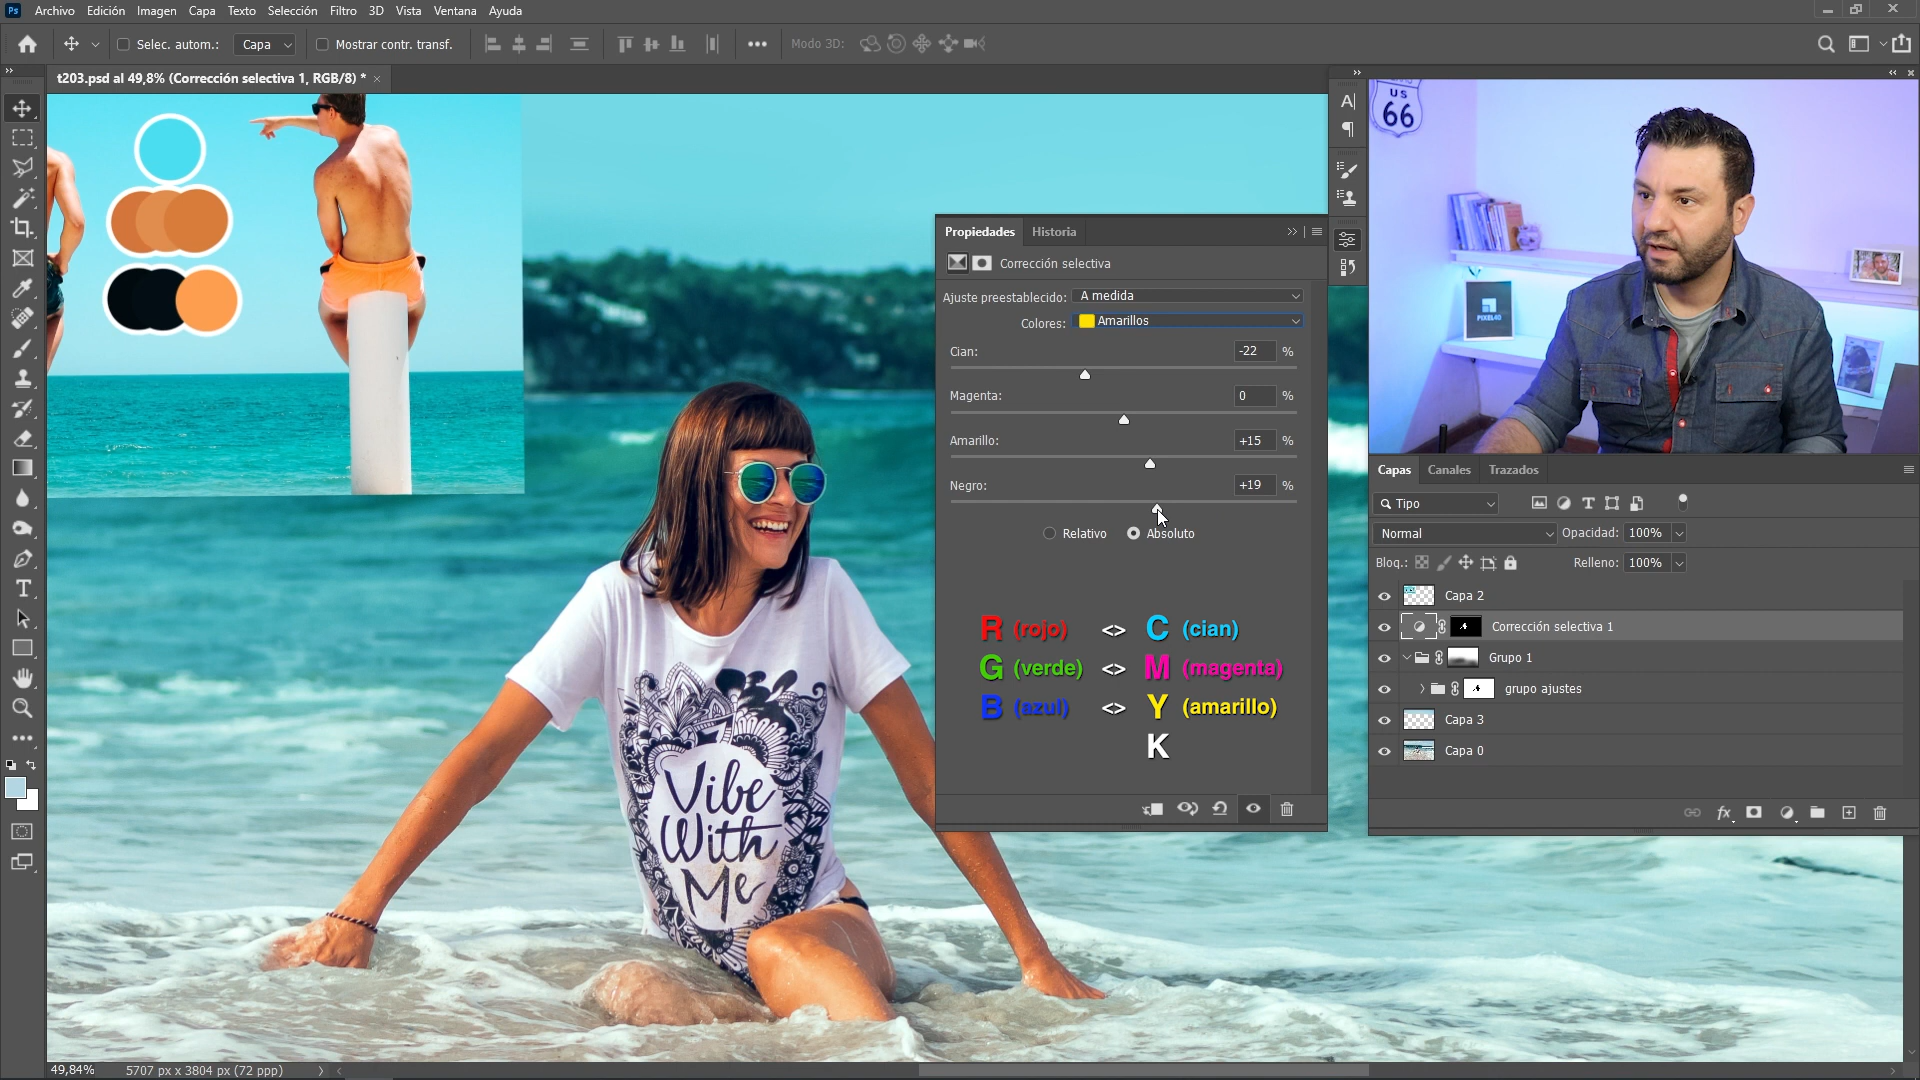 Ps Archivo Edición Imagen Capa Texto Selección Filtro 3D Vista Ventana Ayuda
Selec. autom.: Capa Mostrar contr. transf. Modo 3D:
t203.psd al 49,8% (Corrección selectiva 1, RGB/8) *
Propiedades Historia
Corrección selectiva
Ajuste preestablecido: A medida
Colores: Amarillos
Cian: -22 %
Magenta: 0 %
Amarillo: +15 %
Negro: +19 %
Relativo Absoluto
R (rojo) <> C (cian)
G (verde) <> M (magenta)
B (azul) <> Y (amarillo)
K
Vibe
With
Me
US
66
PIXEL40
Capas Canales Trazados
Tipo
Normal Opacidad: 100%
Bloq.: Relleno: 100%
Capa 2
Corrección selectiva 1
Grupo 1
grupo ajustes
Capa 3
Capa 0
fx
49,84% 5707 px x 3804 px (72 ppp)